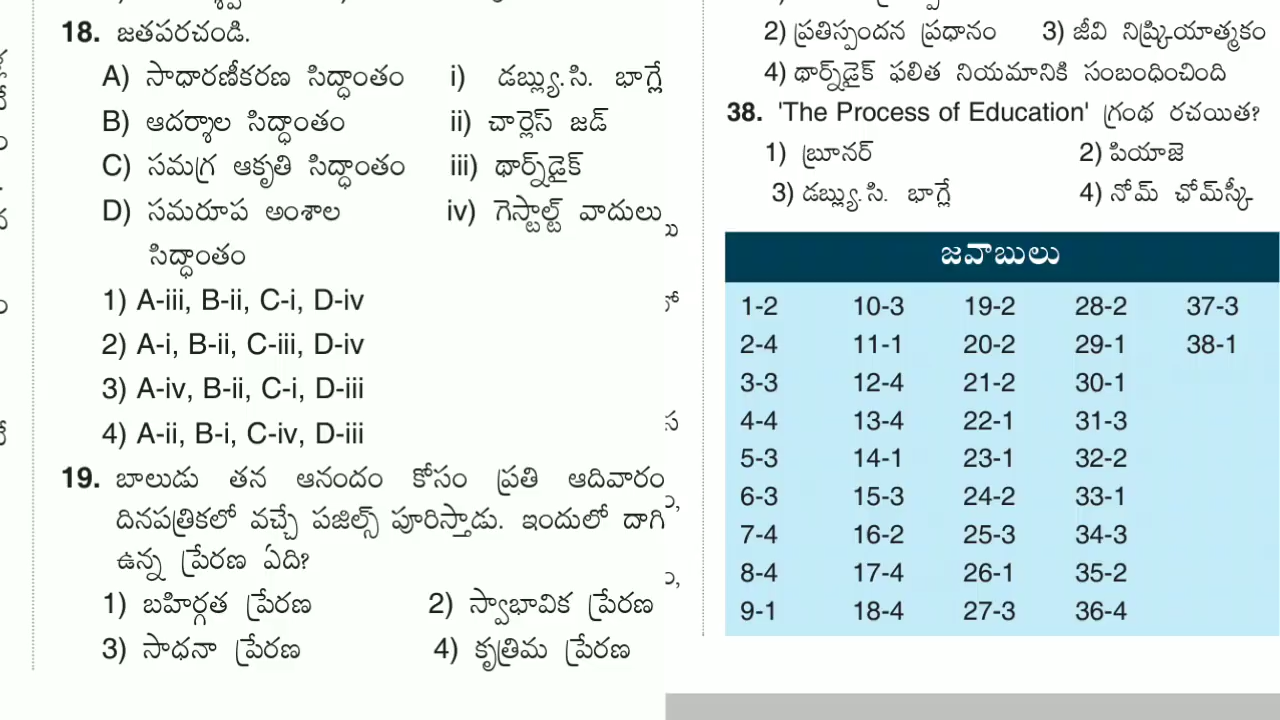 18. జతపరచండి.
A) సాధారణీకరణ సిద్ధాంతం i) డబ్ల్యు.సి. భాగ్లే
B) ఆదర్శాల సిద్ధాంతం ii) చార్లెస్ జడ్
C) సమగ్ర ఆకృతి సిద్ధాంతం iii) థార్న్‌డైక్
D) సమరూప అంశాల iv) గెస్టాల్ట్ వాదులు
సిద్ధాంతం
1) A-iii, B-ii, C-i, D-iv
2) A-i, B-ii, C-iii, D-iv
3) A-iv, B-ii, C-i, D-iii
4) A-ii, B-i, C-iv, D-iii
19. బాలుడు తన ఆనందం కోసం ప్రతి ఆదివారం
దినపత్రికలో వచ్చే పజిల్స్ పూరిస్తాడు. ఇందులో దాగి
ఉన్న ప్రేరణ ఏది?
1) బహిర్గత ప్రేరణ 2) స్వాభావిక ప్రేరణ
3) సాధనా ప్రేరణ 4) కృత్రిమ ప్రేరణ
2) ప్రతిస్పందన ప్రధానం 3) జీవి నిష్క్రియాత్మకం
4) థార్న్‌డైక్ ఫలిత నియమానికి సంబంధించింది
38. 'The Process of Education' గ్రంథ రచయిత?
1) బ్రూనర్ 2) పియాజె
3) డబ్ల్యు.సి. భాగ్లే 4) నోమ్ ఛోమ్‌స్కీ
జవాబులు
1-2 10-3 19-2 28-2 37-3
2-4 11-1 20-2 29-1 38-1
3-3 12-4 21-2 30-1
4-4 13-4 22-1 31-3
5-3 14-1 23-1 32-2
6-3 15-3 24-2 33-1
7-4 16-2 25-3 34-3
8-4 17-4 26-1 35-2
9-1 18-4 27-3 36-4